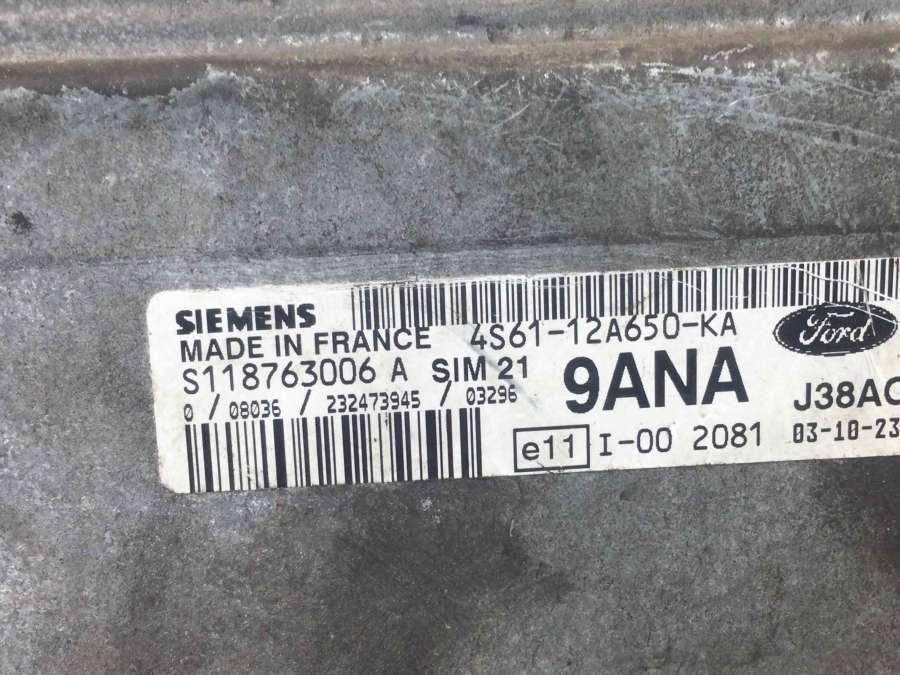 SIEMENS
MADE IN FRANCE 4S61-12A650-KA
S118763006 A SIM 21 9ANA Ford
0 / 08036 / 232473945 / 03296 J38AC
e11 I-00 2081 03-10-23